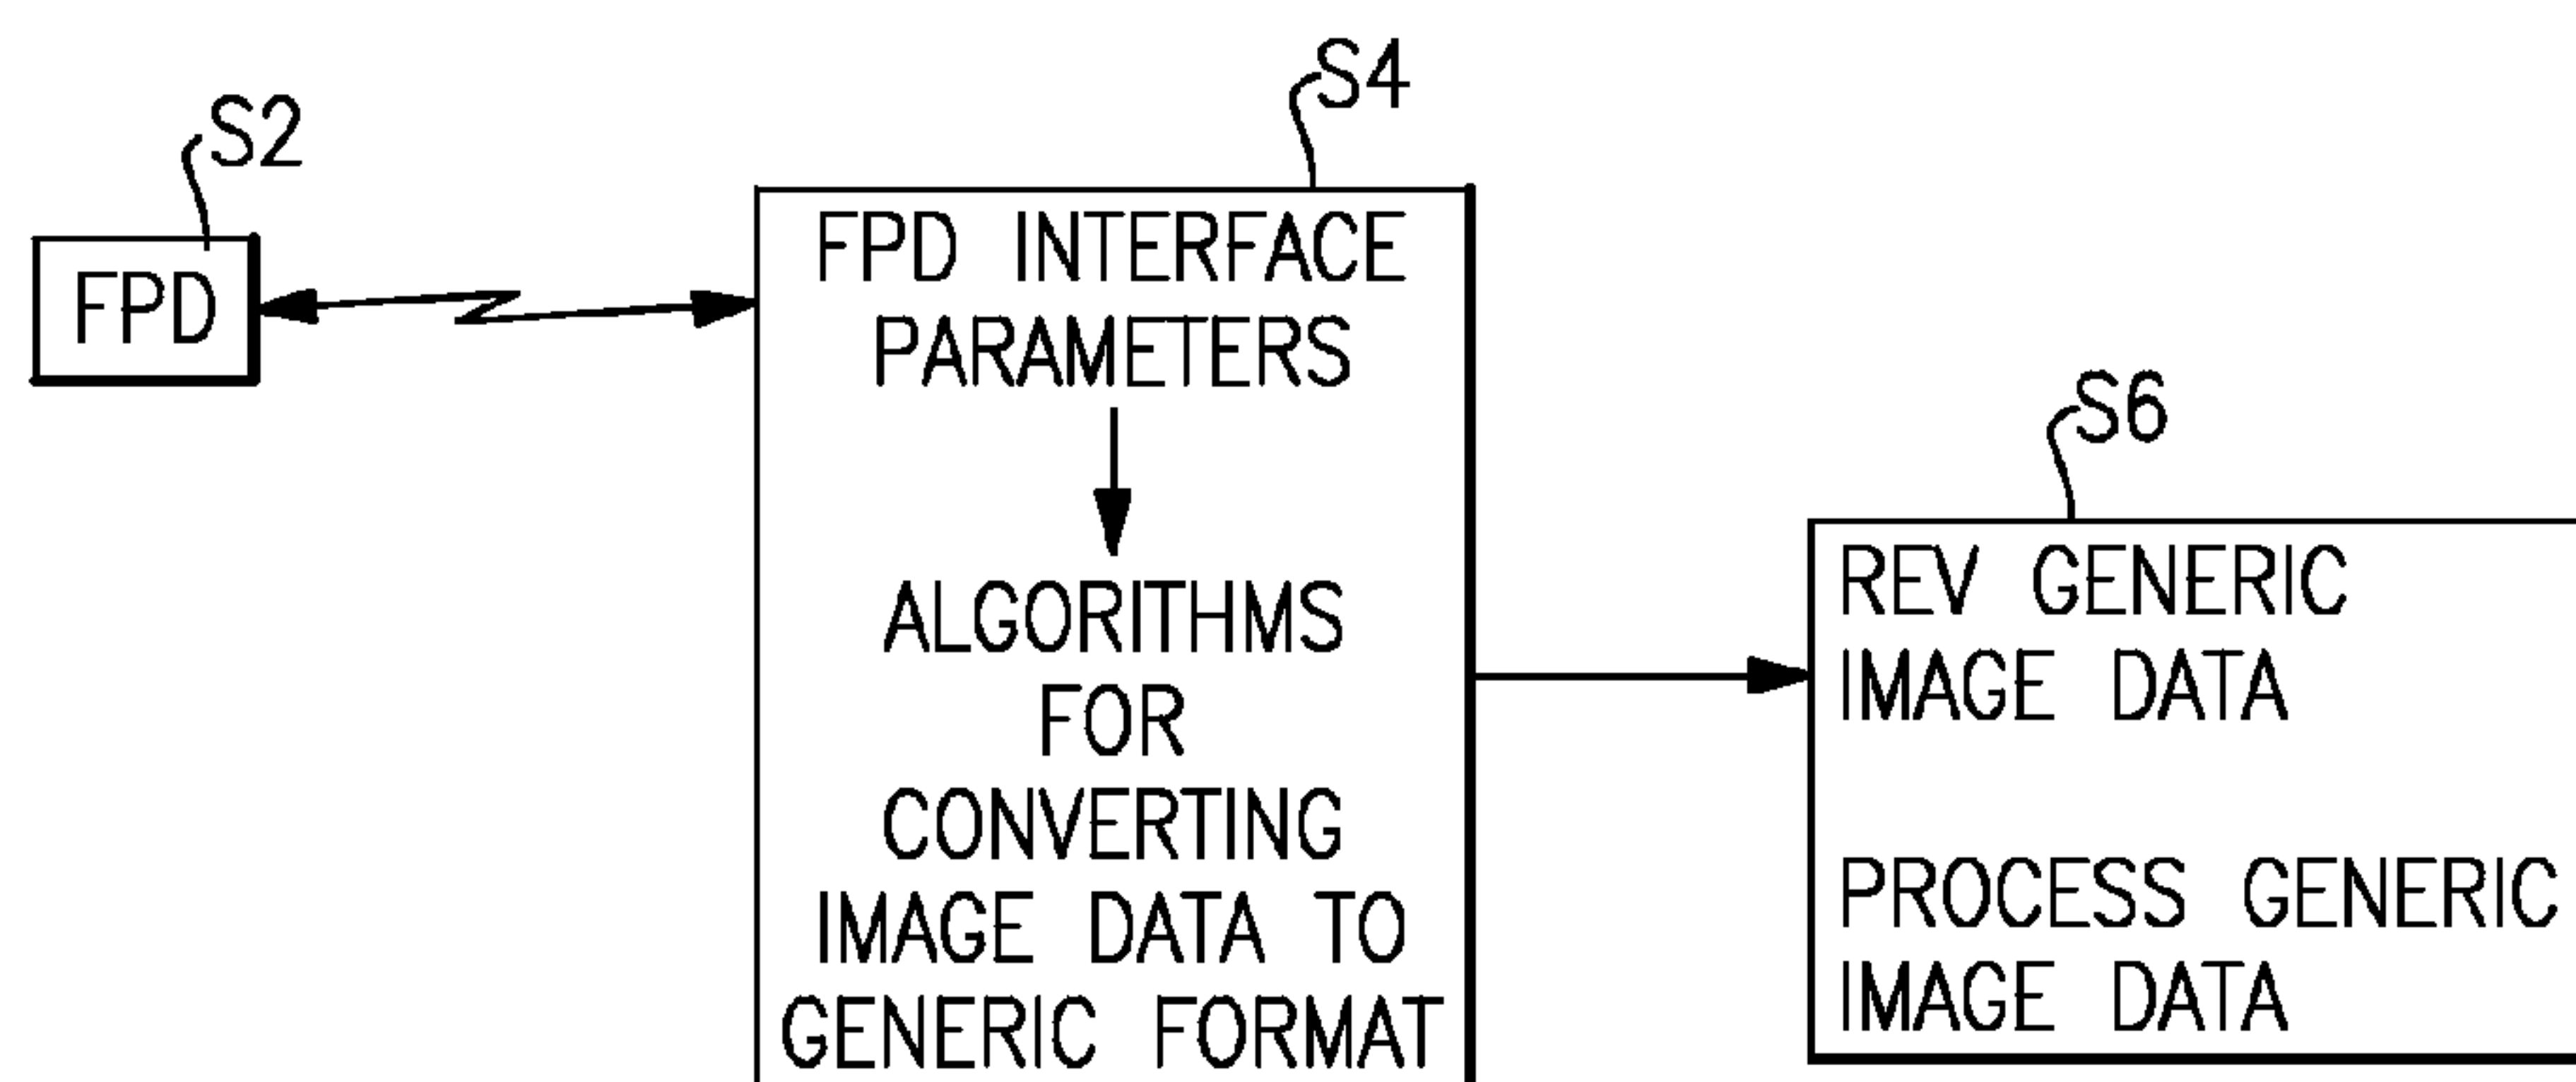 S4
S2
FPD
FPD INTERFACE
PARAMETERS
ALGORITHMS
FOR
CONVERTING
IMAGE DATA TO
GENERIC FORMAT
S6
REV GENERIC
IMAGE DATA
PROCESS GENERIC
IMAGE DATA